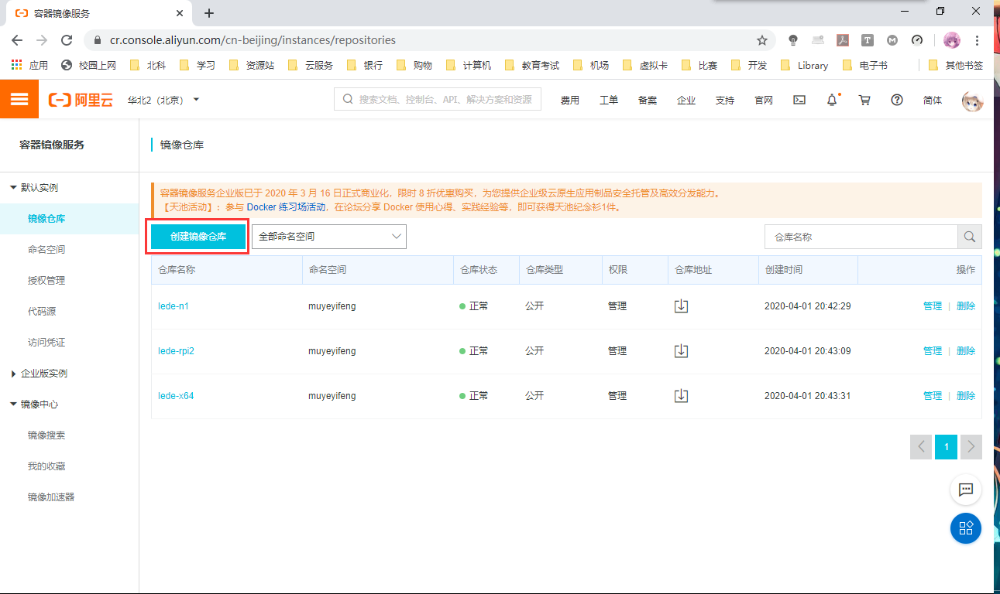 容器镜像服务
cr.console.aliyun.com/cn-beijing/instances/repositories
应用 校园上网 北科 学习 资源站 云服务 银行 购物 计算机 教育考试 机场 虚拟卡 比赛 开发 Library 电子书 其他书签
阿里云 华北2（北京） 搜索文档、控制台、API、解决方案和资源 费用 工单 备案 企业 支持 官网 简体
容器镜像服务
默认实例
镜像仓库
命名空间
授权管理
代码源
访问凭证
企业版实例
镜像中心
镜像搜索
我的收藏
镜像加速器
镜像仓库
容器镜像服务企业版已于 2020 年 3 月 16 日正式商业化，限时 8 折优惠购买，为您提供企业级云原生应用制品安全托管及高效分发能力。
【天池活动】：参与 Docker 练习场活动，在论坛分享 Docker 使用心得、实践经验等，即可获得天池纪念衫1件。
创建镜像仓库 全部命名空间 仓库名称
仓库名称 命名空间 仓库状态 仓库类型 权限 仓库地址 创建时间 操作
lede-n1 muyeyifeng 正常 公开 管理 2020-04-01 20:42:29 管理 | 删除
lede-rpi2 muyeyifeng 正常 公开 管理 2020-04-01 20:43:09 管理 | 删除
lede-x64 muyeyifeng 正常 公开 管理 2020-04-01 20:43:31 管理 | 删除
1